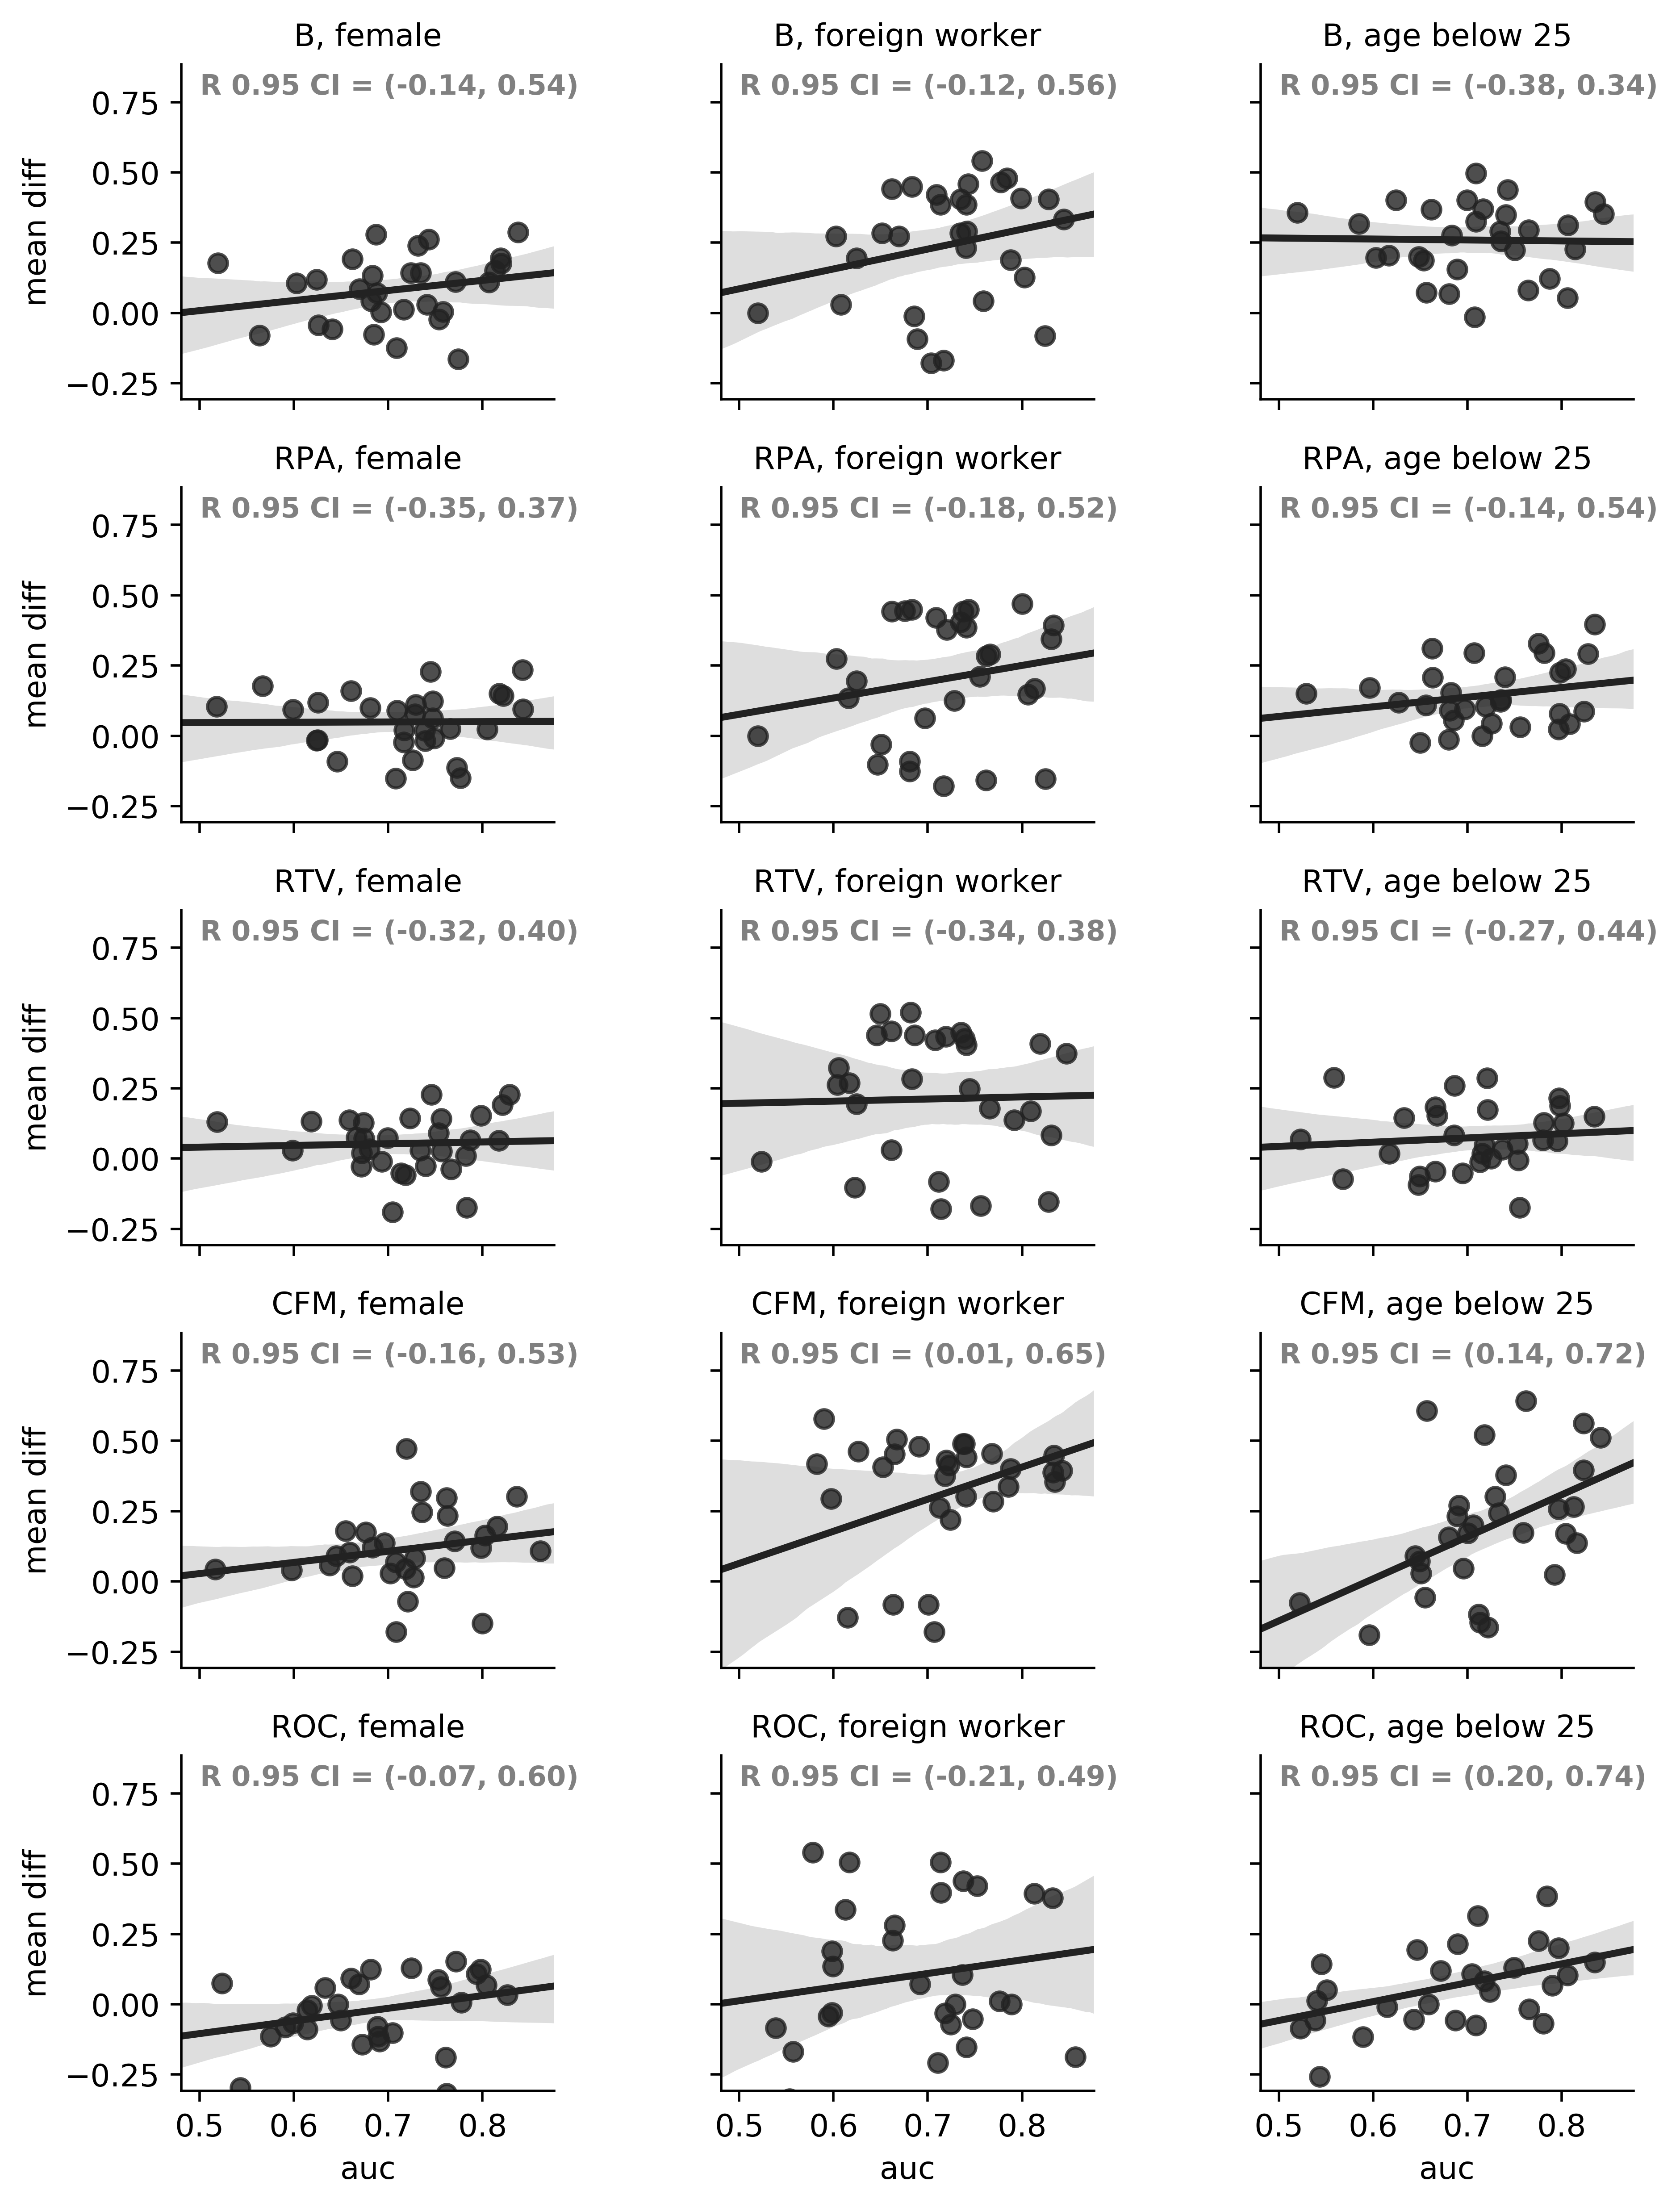 B, female
B, foreign worker
B, age below 25
R 0.95 CI = (-0.14, 0.54)
R 0.95 CI = (-0.12, 0.56)
R 0.95 CI = (-0.38, 0.34)
mean diff
0.75
0.50
0.25
0.00
−0.25
RPA, female
RPA, foreign worker
RPA, age below 25
R 0.95 CI = (-0.35, 0.37)
R 0.95 CI = (-0.18, 0.52)
R 0.95 CI = (-0.14, 0.54)
mean diff
0.75
0.50
0.25
0.00
−0.25
RTV, female
RTV, foreign worker
RTV, age below 25
R 0.95 CI = (-0.32, 0.40)
R 0.95 CI = (-0.34, 0.38)
R 0.95 CI = (-0.27, 0.44)
mean diff
0.75
0.50
0.25
0.00
−0.25
CFM, female
CFM, foreign worker
CFM, age below 25
R 0.95 CI = (-0.16, 0.53)
R 0.95 CI = (0.01, 0.65)
R 0.95 CI = (0.14, 0.72)
mean diff
0.75
0.50
0.25
0.00
−0.25
ROC, female
ROC, foreign worker
ROC, age below 25
R 0.95 CI = (-0.07, 0.60)
R 0.95 CI = (-0.21, 0.49)
R 0.95 CI = (0.20, 0.74)
mean diff
0.75
0.50
0.25
0.00
−0.25
0.5 0.6 0.7 0.8
0.5 0.6 0.7 0.8
0.5 0.6 0.7 0.8
auc
auc
auc